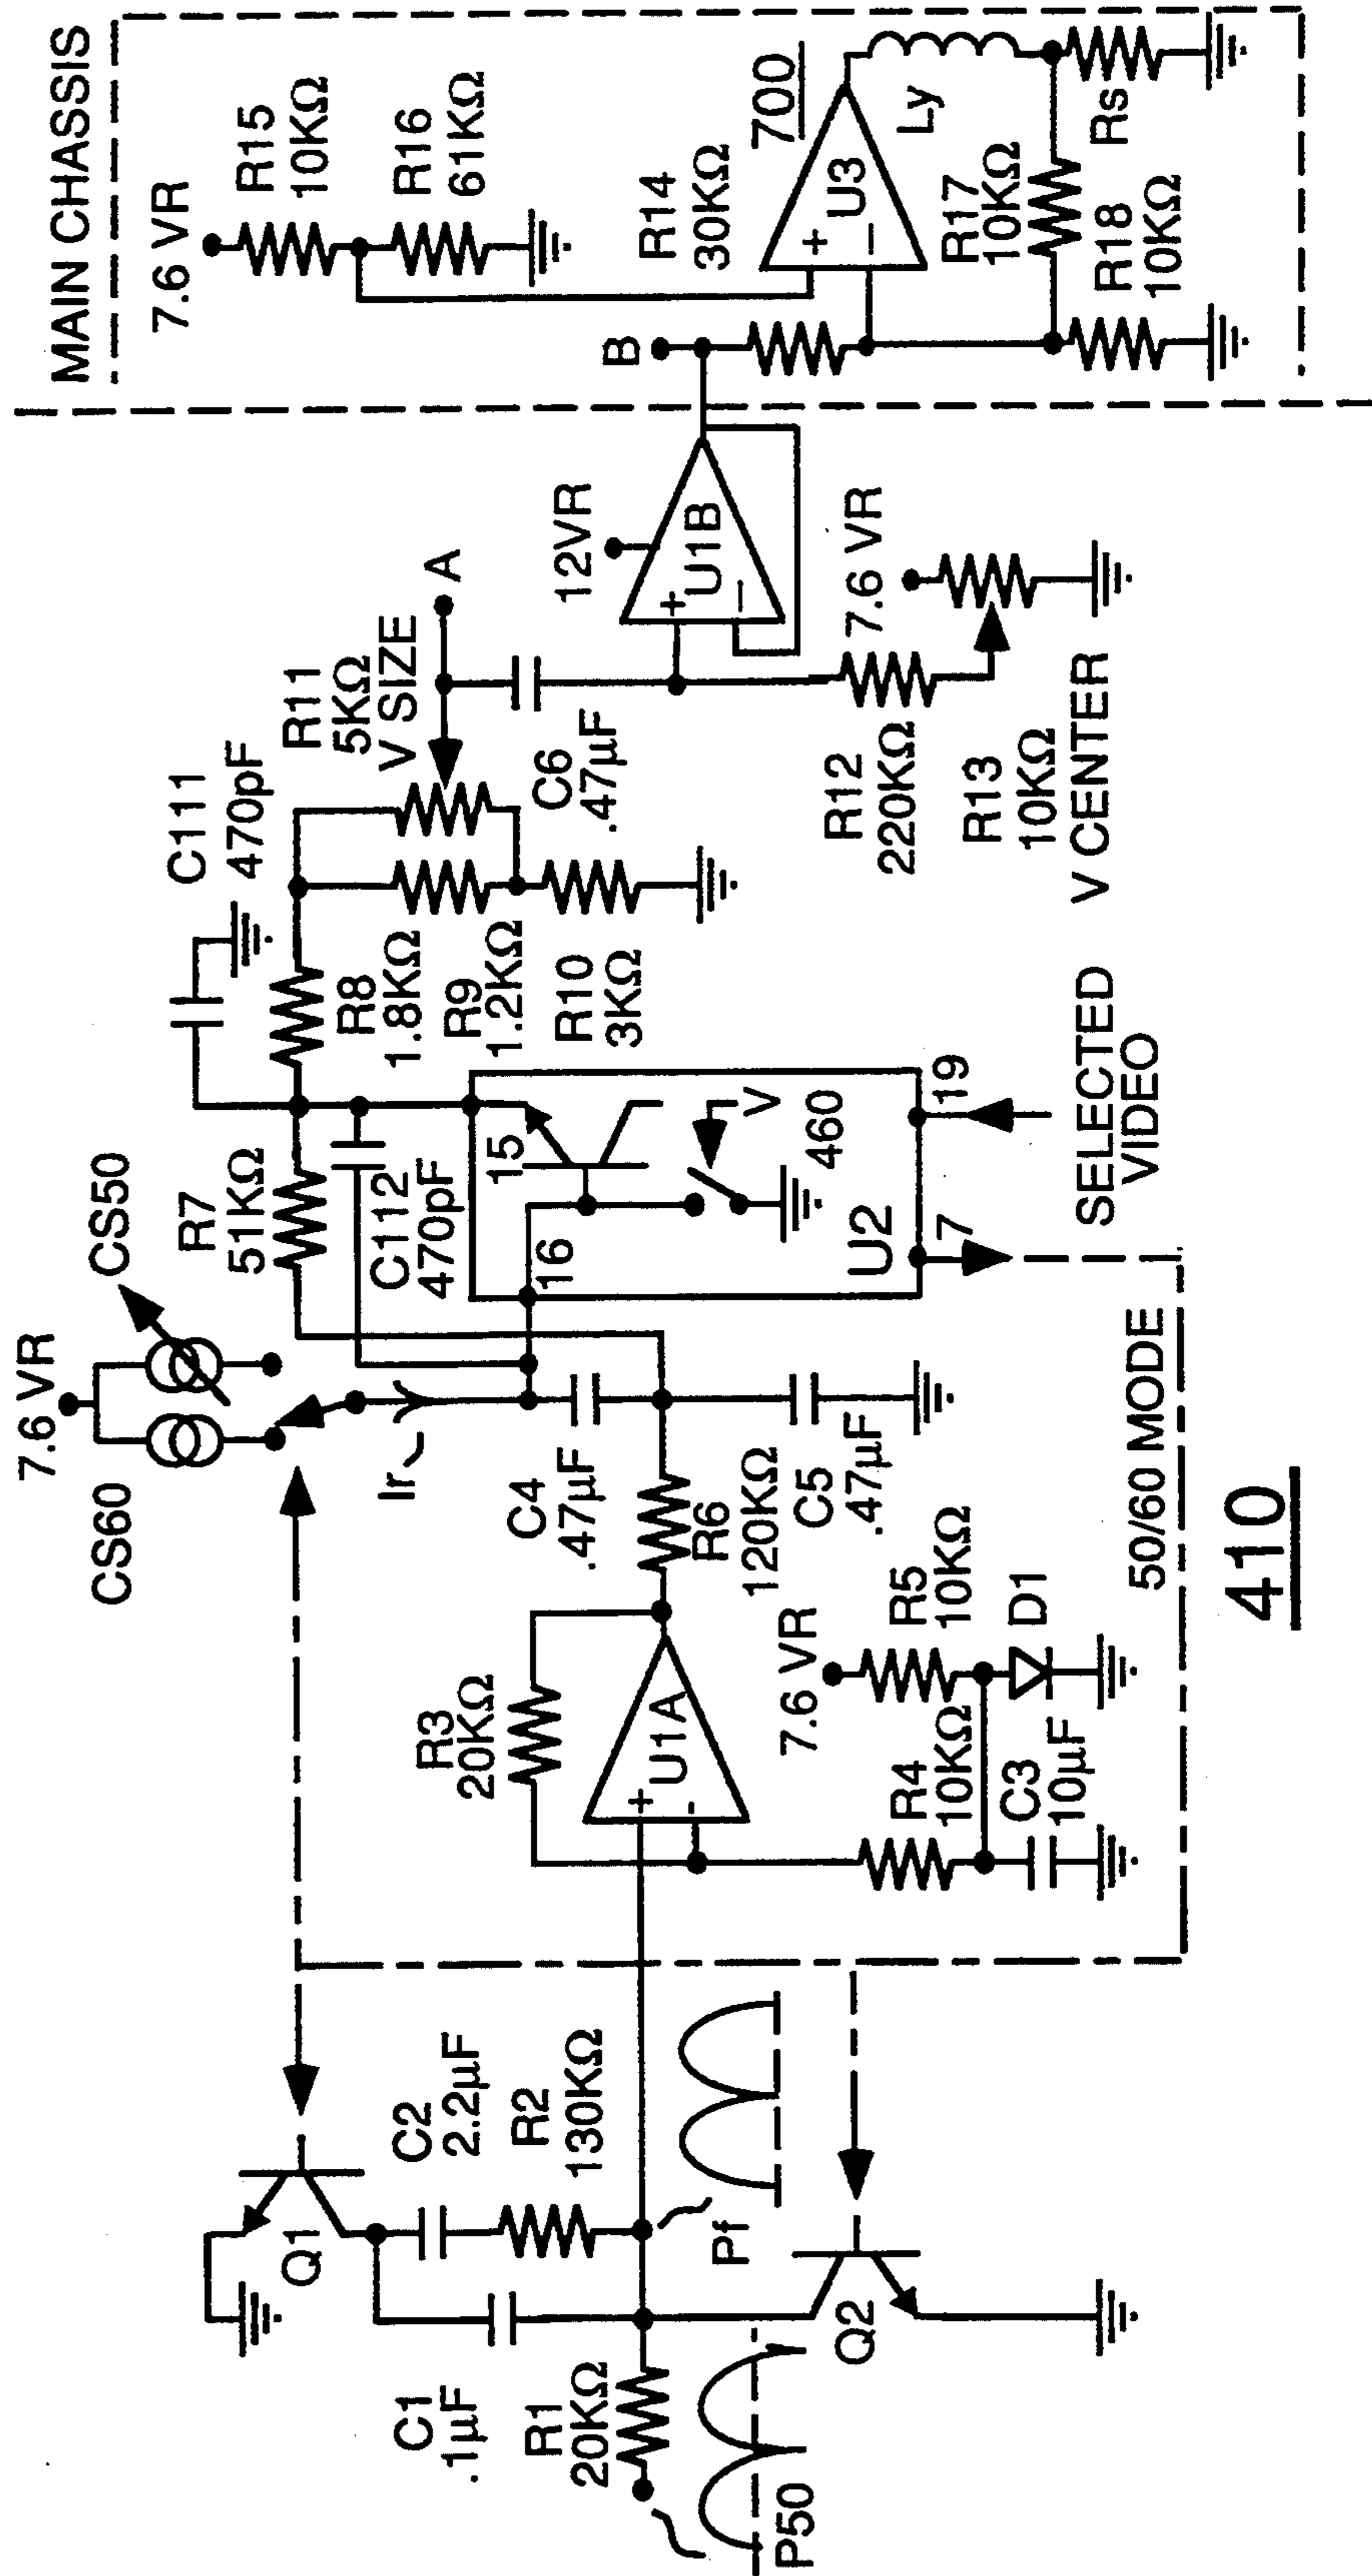 MAIN CHASSIS
7.6 VR
R15
10KΩ
R16
61KΩ
R14
30KΩ
700
B
+
−
U3
Ly
R17
10KΩ
R18
10KΩ
Rs
12VR
+
−
U1B
A
R11
5KΩ
V SIZE
C6
.47µF
R12
220KΩ
7.6 VR
R13
10KΩ
V CENTER
C111
470pF
R8
1.8KΩ
R9
1.2KΩ
R10
3KΩ
CS50
R7
51KΩ
C112
470pF
15
16
V
460
U2
19
7
SELECTED
VIDEO
7.6 VR
CS60
Ir
C4
.47µF
R6
120KΩ
C5
.47µF
50/60 MODE
R3
20KΩ
+
-
U1A
7.6 VR
R5
10KΩ
R4
10KΩ
C3
10µF
D1
Q1
C2
2.2µF
R2
130KΩ
C1
.1µF
R1
20KΩ
Pf
Q2
P50
410